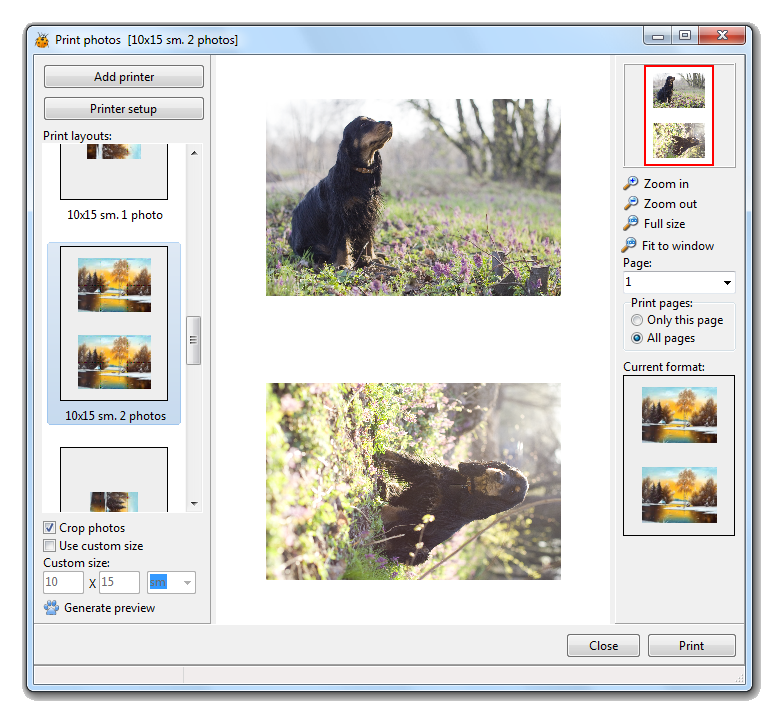 Print photos [10x15 sm. 2 photos]
Add printer
Printer setup
Print layouts:
10x15 sm. 1 photo
10x15 sm. 2 photos
Crop photos
Use custom size
Custom size:
10 X 15 sm
Generate preview
Zoom in
Zoom out
Full size
Fit to window
Page:
1
Print pages:
Only this page
All pages
Current format:
Close Print